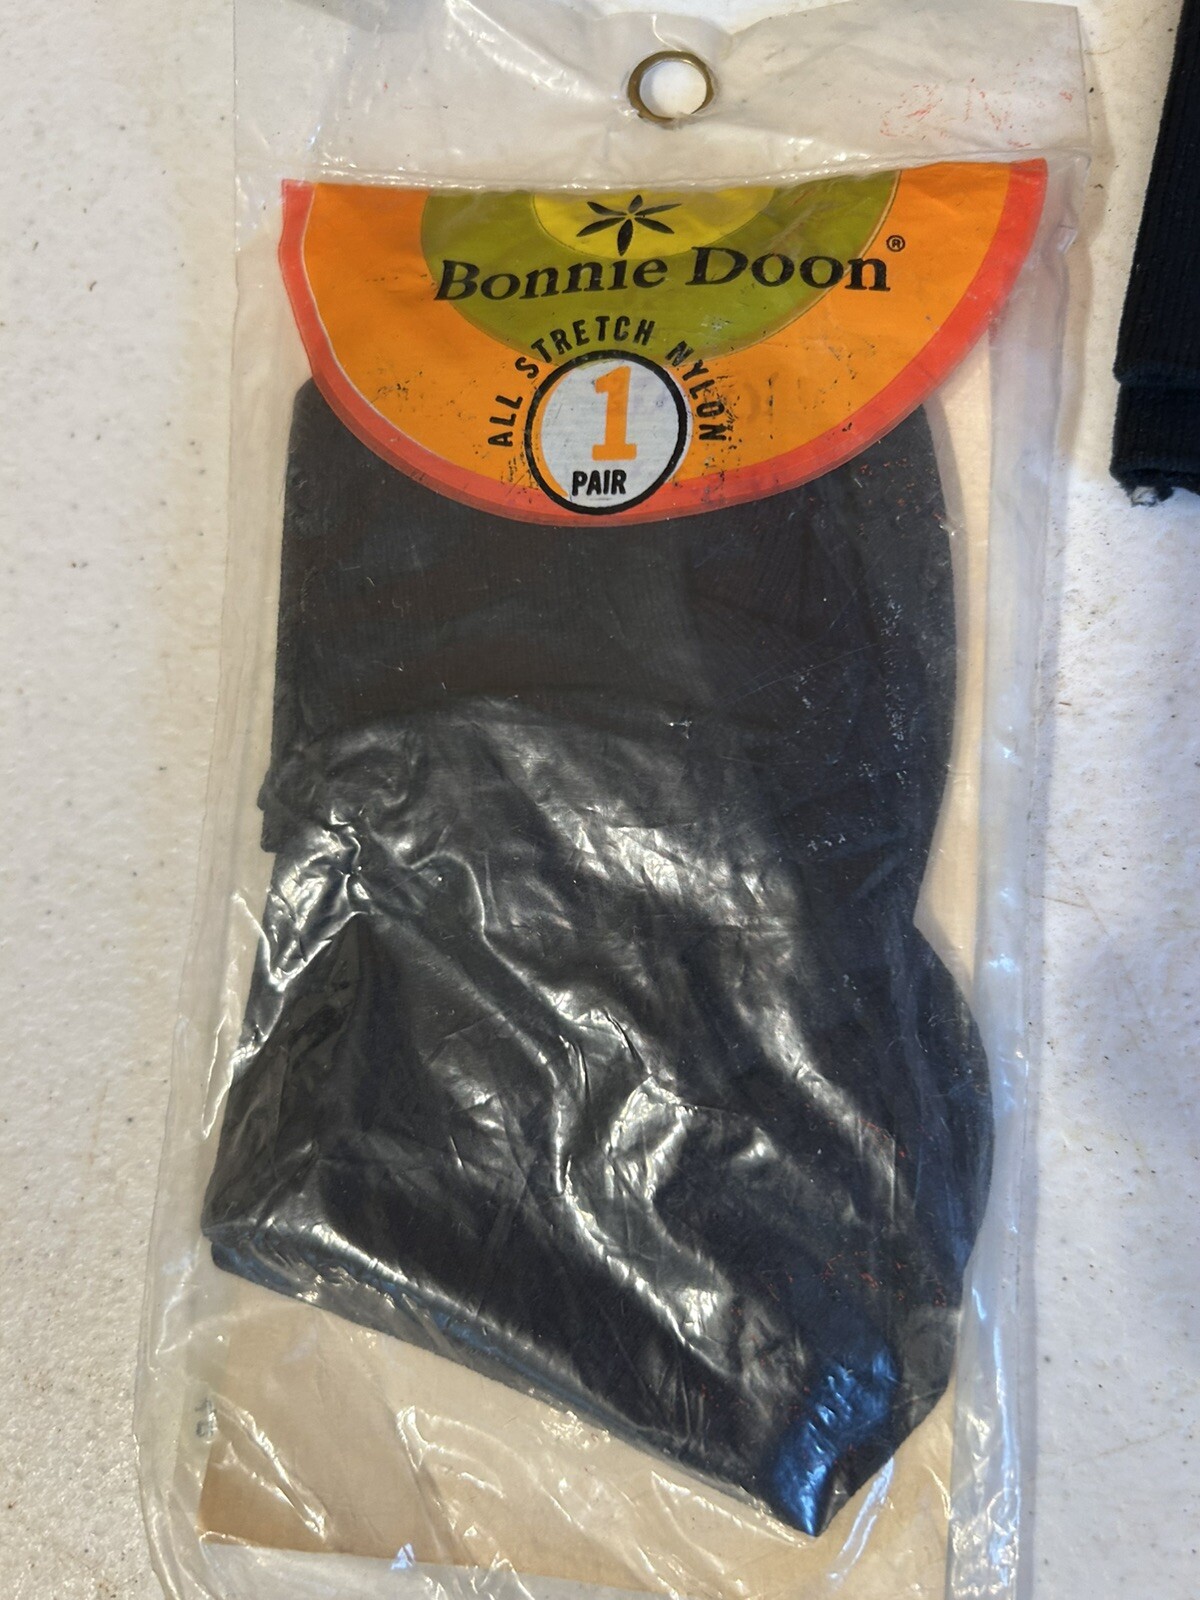 Bonnie Doon®
ALL STRETCH NYLON
1
PAIR